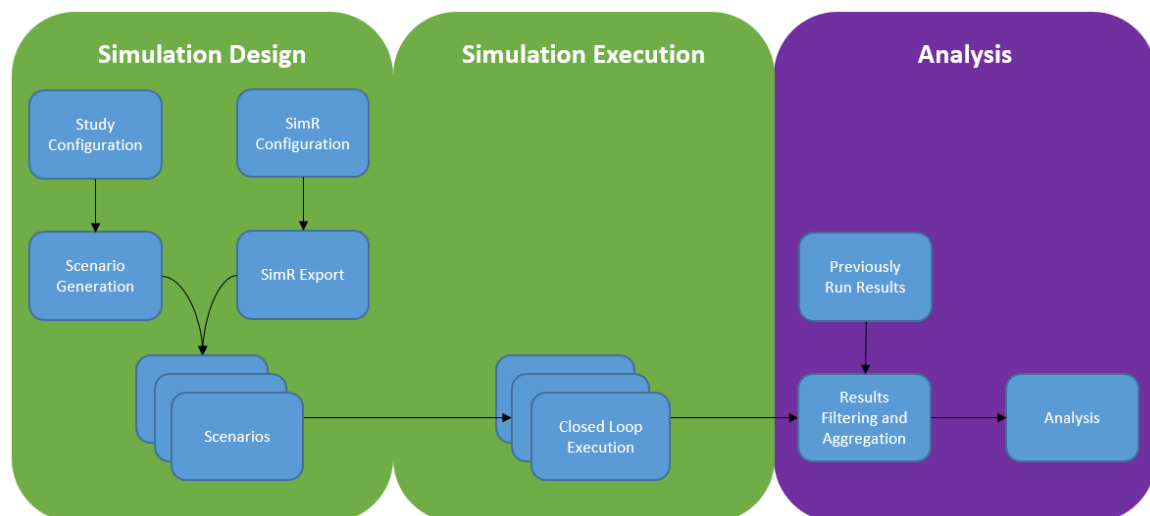 Simulation Design
Simulation Execution
Analysis
Study
Configuration
SimR
Configuration
Scenario
Generation
SimR Export
Previously
Run Results
Scenarios
Closed Loop
Execution
Results
Filtering and
Aggregation
Analysis